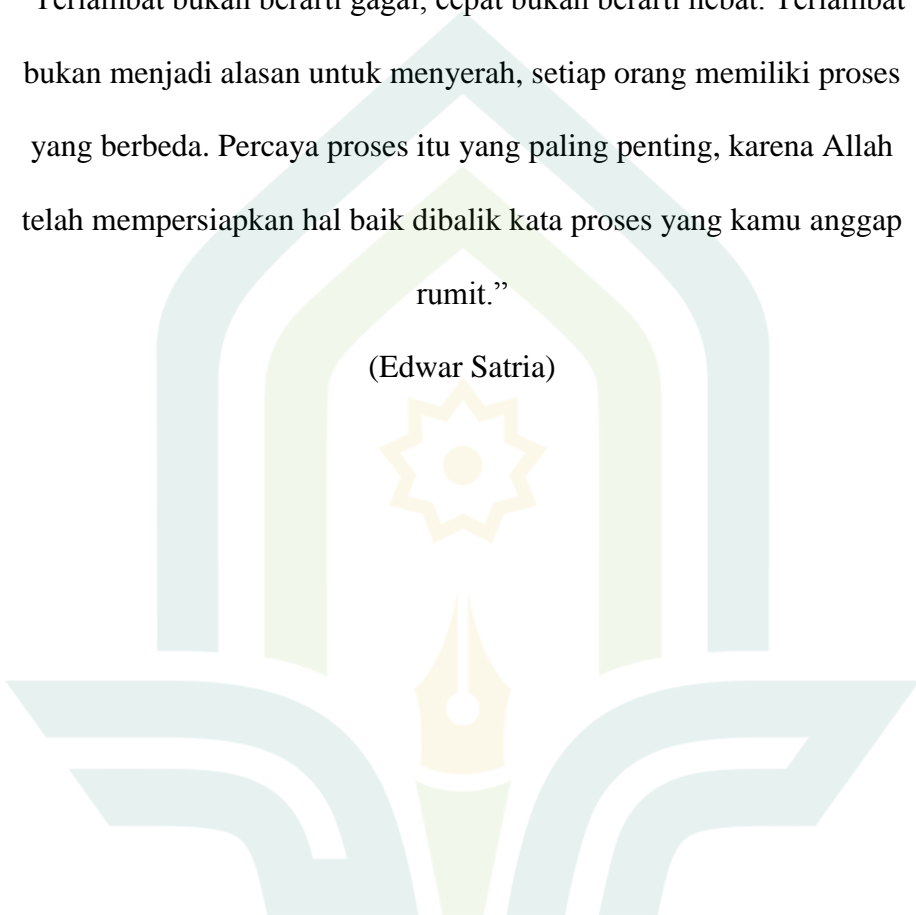 Terlambat bukan berarti gagal, cepat bukan berarti hebat. Terlambat
bukan menjadi alasan untuk menyerah, setiap orang memiliki proses
yang berbeda. Percaya proses itu yang paling penting, karena Allah
telah mempersiapkan hal baik dibalik kata proses yang kamu anggap
rumit.”
(Edwar Satria)